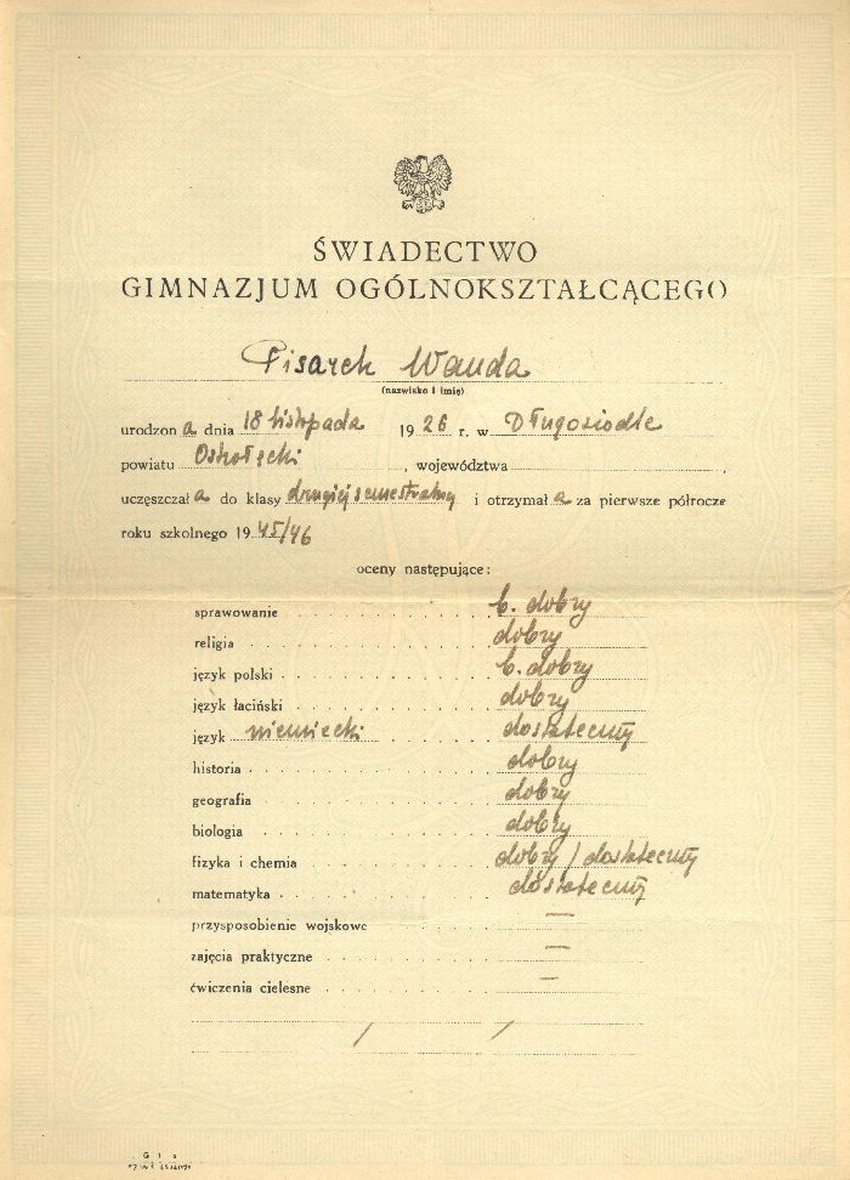 ŚWIADECTWO
GIMNAZJUM OGÓLNOKSZTAŁCĄCEGO
Pisarek Wanda
(nazwisko i imię)
urodzona dnia 18 listopada 1926 r. w Długosiodle
powiatu Ostrołęcki, województwa
uczęszczała do klasy drugiej semestralnej i otrzymała za pierwsze półrocze
roku szkolnego 1945/46
oceny następujące:
sprawowanie b. dobry
religia dobry
język polski b. dobry
język łaciński dobry
język niemiecki dostateczny
historia dobry
geografia dobry
biologia dobry
fizyka i chemia dobry / dostateczny
matematyka dostateczny
przysposobienie wojskowe —
zajęcia praktyczne —
ćwiczenia cielesne —